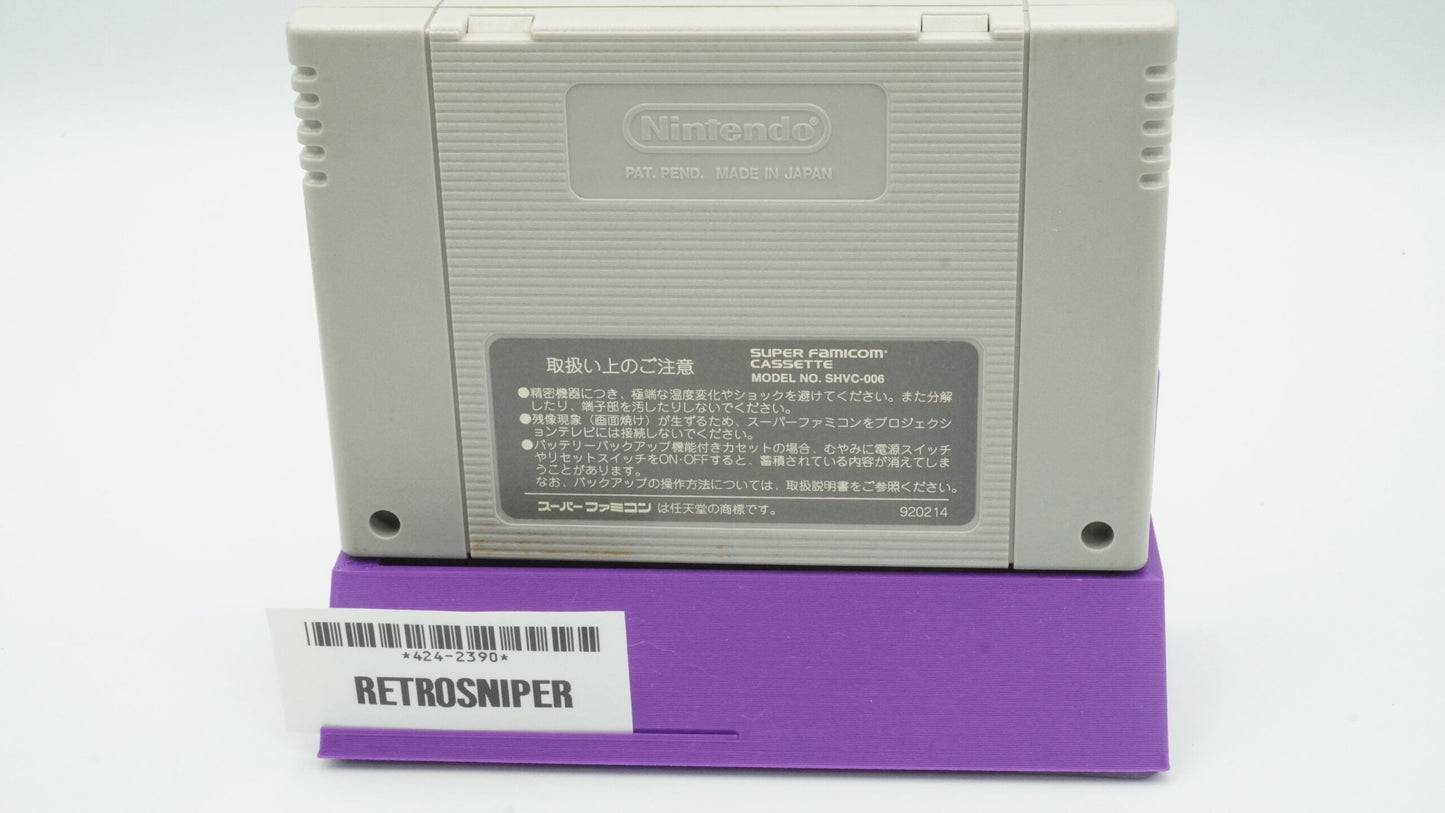 Nintendo®
PAT. PEND. MADE IN JAPAN
取扱い上のご注意
SUPER FAMICOM®
CASSETTE
MODEL NO. SHVC-006
●精密機器につき、極端な温度変化やショックを避けてください。また分解
したり、端子部を汚したりしないでください。
●残像現象（画面焼け）が生ずるため、スーパーファミコンをプロジェクシ
ョンテレビには接続しないでください。
●バッテリーバックアップ機能付きカセットの場合、むやみに電源スイッチ
やリセットスイッチをON·OFFすると、蓄積されている内容が消えてしま
うことがあります。
なお、バックアップの操作方法については、取扱説明書をご参照ください。
スーパーファミコン は任天堂の商標です。
920214
*424-2390*
RETROSNIPER